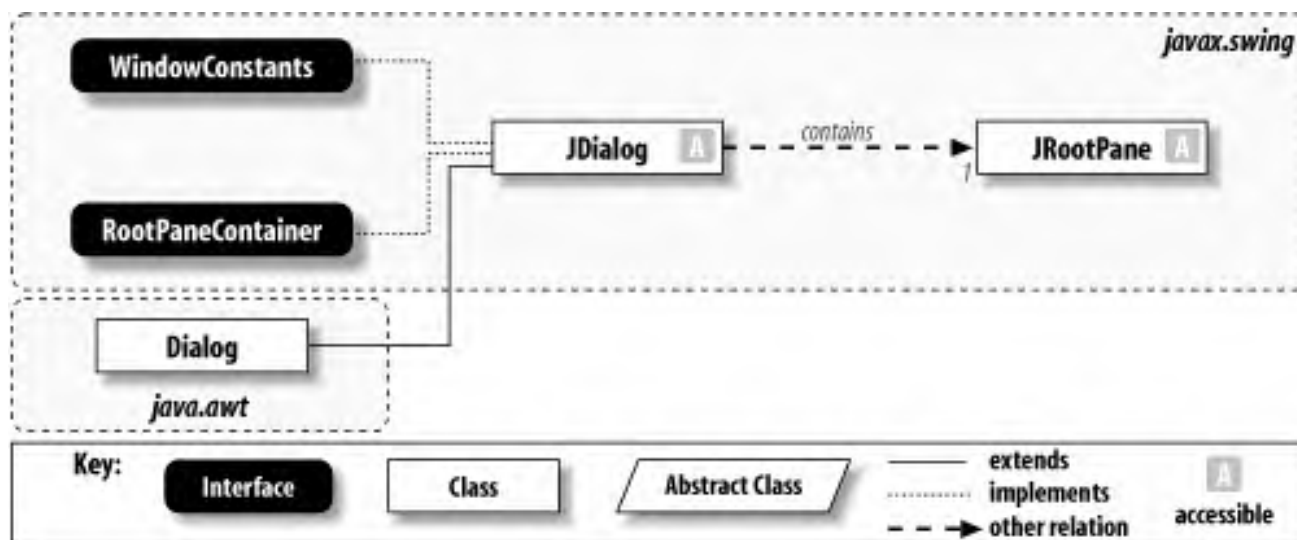 javax.swing
WindowConstants
JDialog A
contains
1
JRootPane A
RootPaneContainer
Dialog
java.awt
Key:
Interface
Class
Abstract Class
extends
implements
other relation
A
accessible